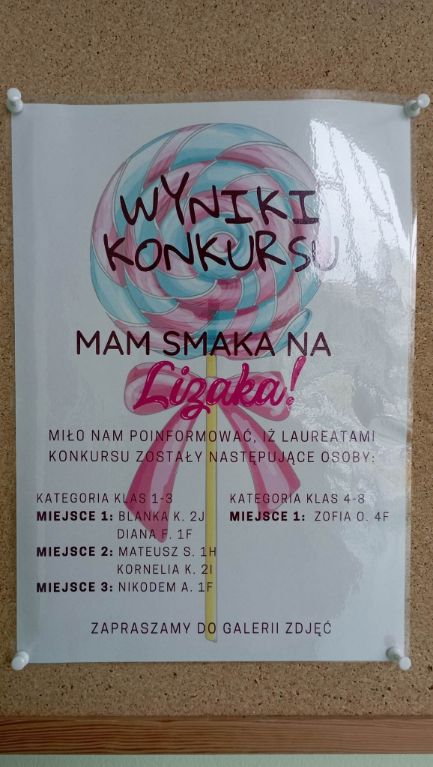 WYNIKI
KONKURSU
MAM SMAKA NA
Lizaka!
MIŁO NAM POINFORMOWAĆ, IŻ LAUREATAMI
KONKURSU ZOSTAŁY NASTĘPUJĄCE OSOBY:
KATEGORIA KLAS 1-3
MIEJSCE 1: BLANKA K. 2J
DIANA F. 1F
MIEJSCE 2: MATEUSZ S. 1H
KORNELIA K. 2I
MIEJSCE 3: NIKODEM A. 1F
KATEGORIA KLAS 4-8
MIEJSCE 1: ZOFIA O. 4F
ZAPRASZAMY DO GALERII ZDJĘĆ